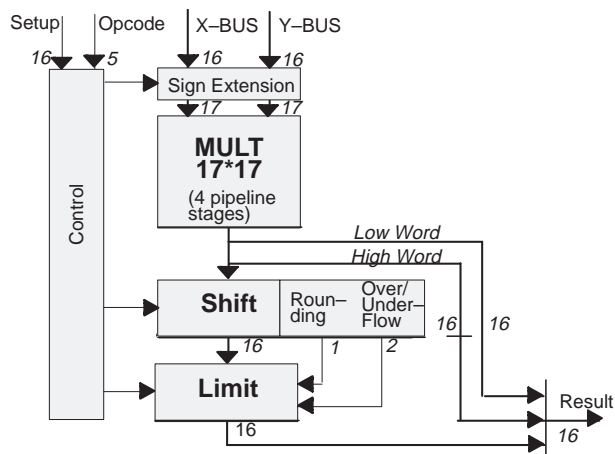 Setup
Opcode
X–BUS
Y–BUS
16
5
16
16
Sign Extension
17
17
MULT
17*17
(4 pipeline
stages)
Control
Low Word
High Word
Shift
Roun–
ding
Over/
Under–
Flow
16
16
16
1
2
Limit
16
Result
16